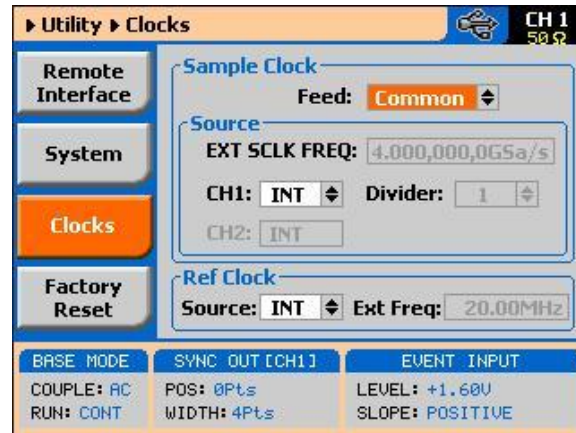 Utility Clocks
CH 1
50 Ω
Remote Interface
System
Clocks
Factory Reset
Sample Clock
Feed: Common
Source
EXT SCLK FREQ: 4.000,000,0GSa/s
CH1: INT Divider: 1
CH2: INT
Ref Clock
Source: INT Ext Freq: 20.00MHz
BASE MODE
COUPLE: AC
RUN: CONT
SYNC OUT [CH1]
POS: 0Pts
WIDTH: 4Pts
EVENT INPUT
LEVEL: +1.60V
SLOPE: POSITIVE